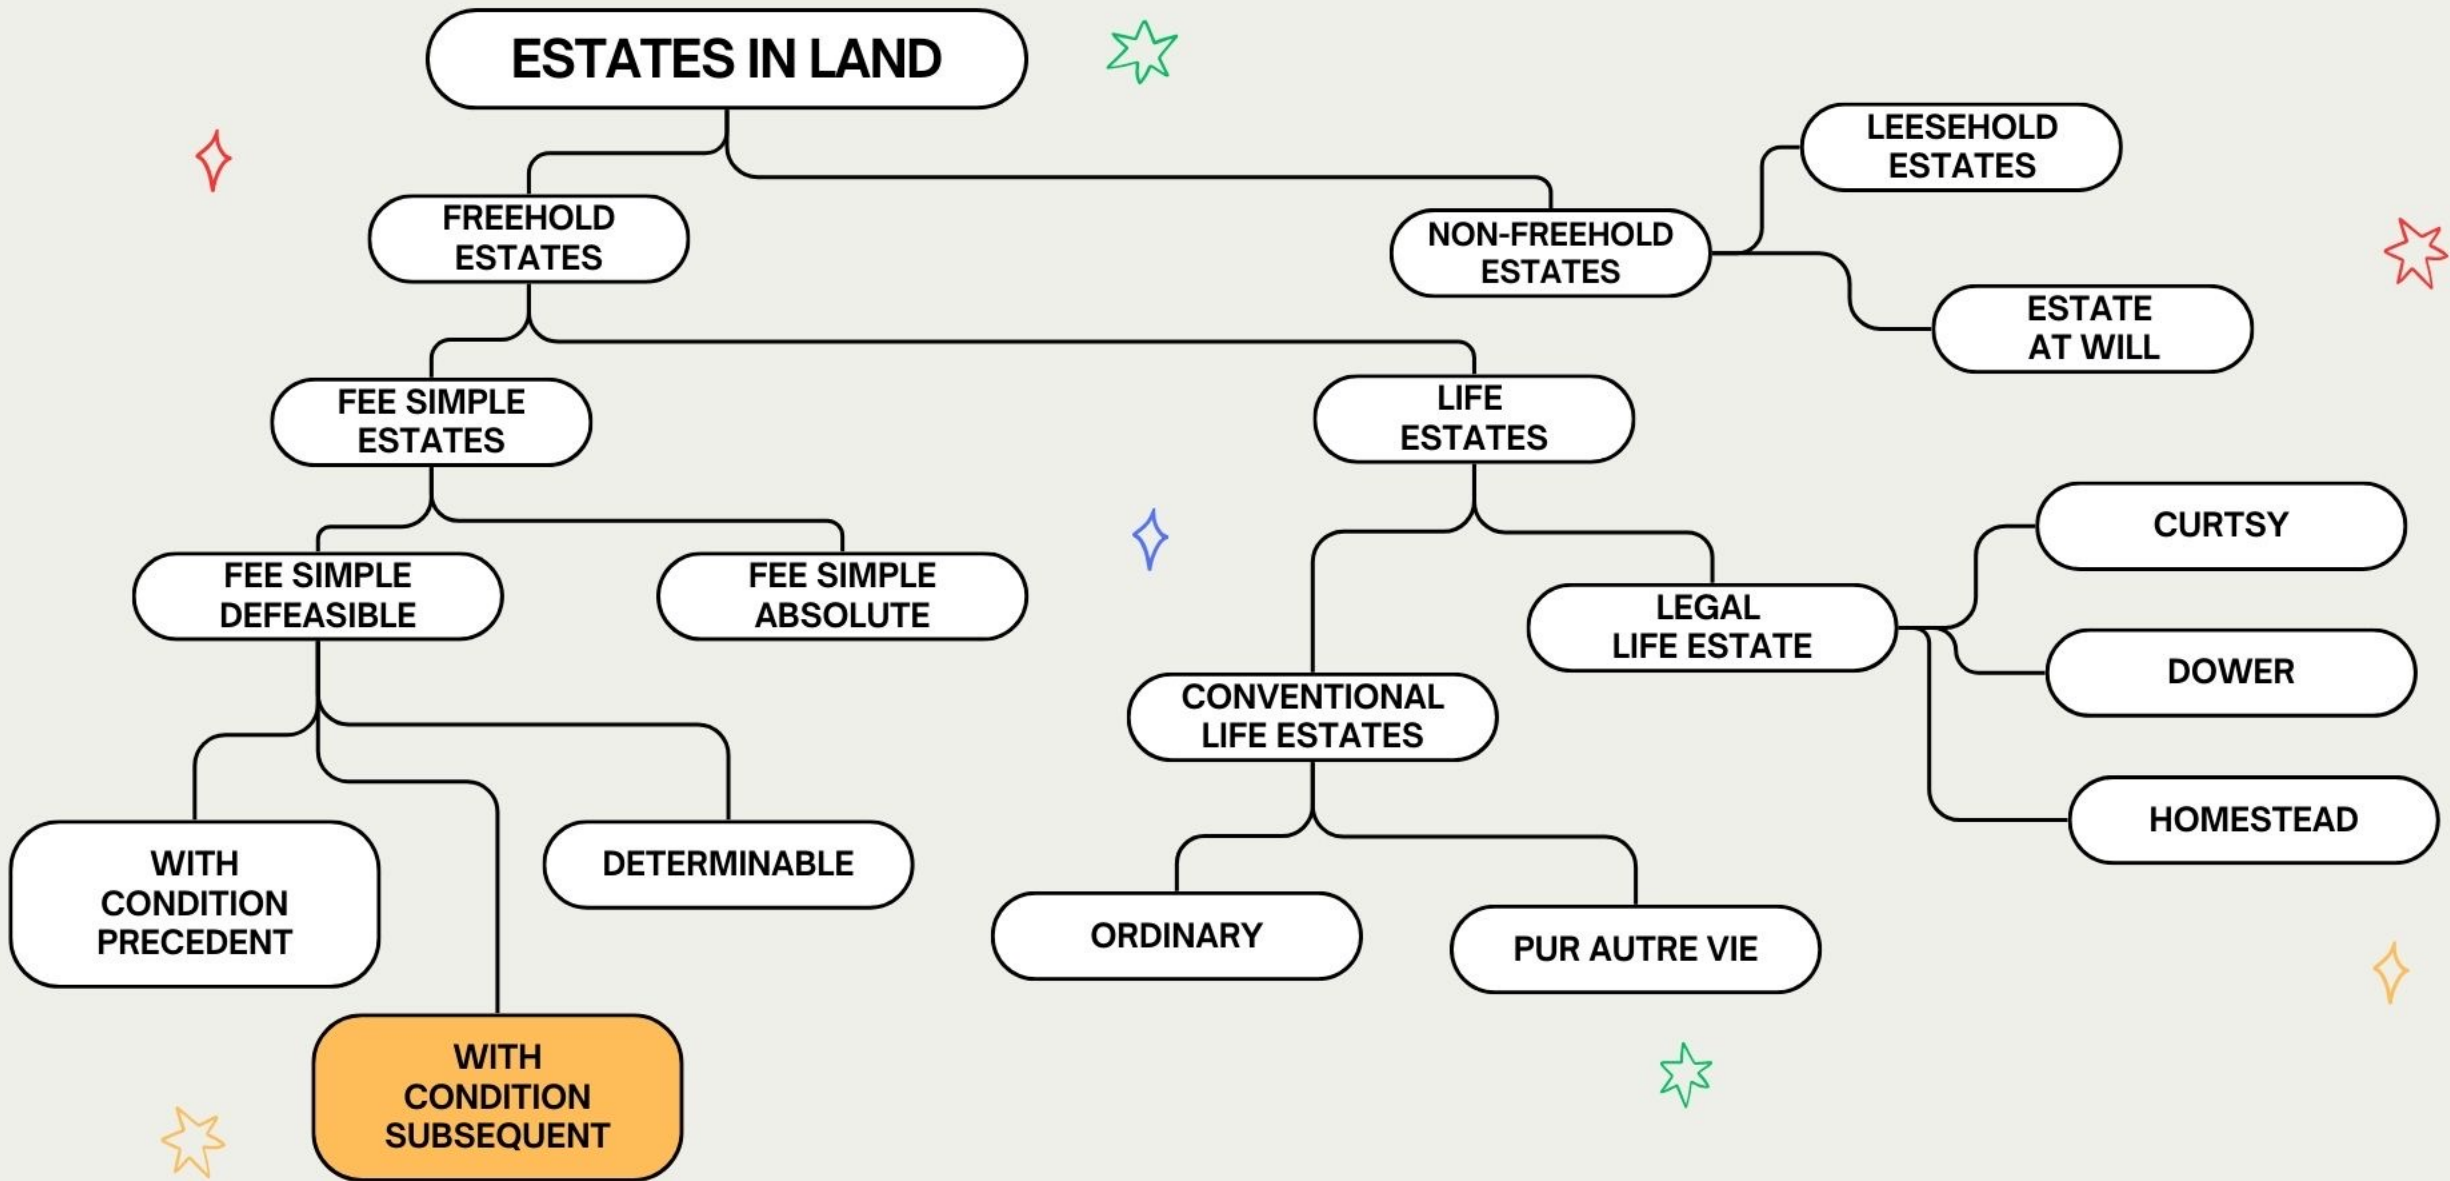 ESTATES IN LAND
LEESEHOLD
ESTATES
FREEHOLD
ESTATES
NON-FREEHOLD
ESTATES
ESTATE
AT WILL
FEE SIMPLE
ESTATES
LIFE
ESTATES
CURTSY
FEE SIMPLE
DEFEASIBLE
FEE SIMPLE
ABSOLUTE
LEGAL
LIFE ESTATE
DOWER
CONVENTIONAL
LIFE ESTATES
HOMESTEAD
WITH
CONDITION
PRECEDENT
DETERMINABLE
ORDINARY
PUR AUTRE VIE
WITH
CONDITION
SUBSEQUENT